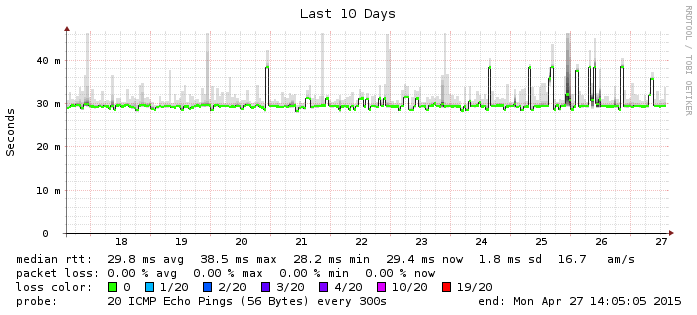 Last 10 Days
RRDTOOL / TOBI OETIKER
Seconds
40 m
30 m
20 m
10 m
0
18 19 20 21 22 23 24 25 26 27
median rtt: 29.8 ms avg 38.5 ms max 28.2 ms min 29.4 ms now 1.8 ms sd 16.7 am/s
packet loss: 0.00 % avg 0.00 % max 0.00 % min 0.00 % now
loss color: 0 1/20 2/20 3/20 4/20 10/20 19/20
probe: 20 ICMP Echo Pings (56 Bytes) every 300s end: Mon Apr 27 14:05:05 2015